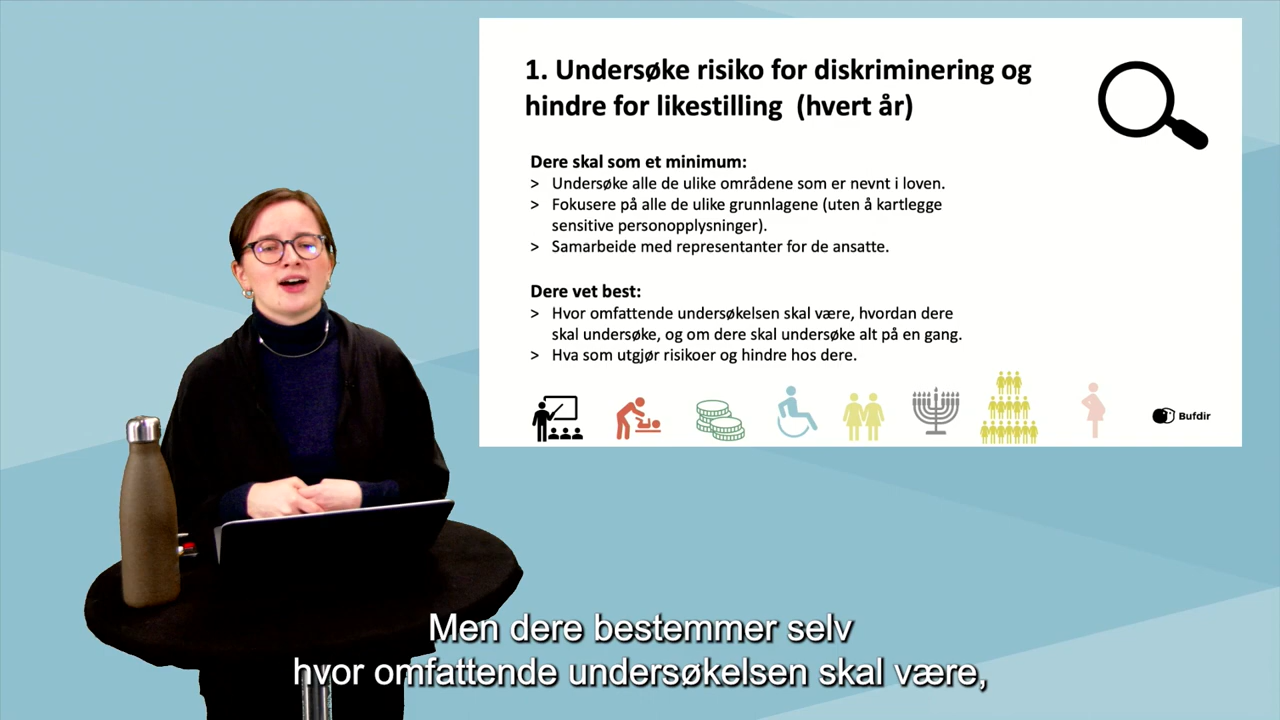 1. Undersøke risiko for diskriminering og
hindre for likestilling (hvert år)
Dere skal som et minimum:
> Undersøke alle de ulike områdene som er nevnt i loven.
> Fokusere på alle de ulike grunnlagene (uten å kartlegge
sensitive personopplysninger).
> Samarbeide med representanter for de ansatte.
Dere vet best:
> Hvor omfattende undersøkelsen skal være, hvordan dere
skal undersøke, og om dere skal undersøke alt på en gang.
> Hva som utgjør risikoer og hindre hos dere.
Bufdir
Men dere bestemmer selv
hvor omfattende undersøkelsen skal være,